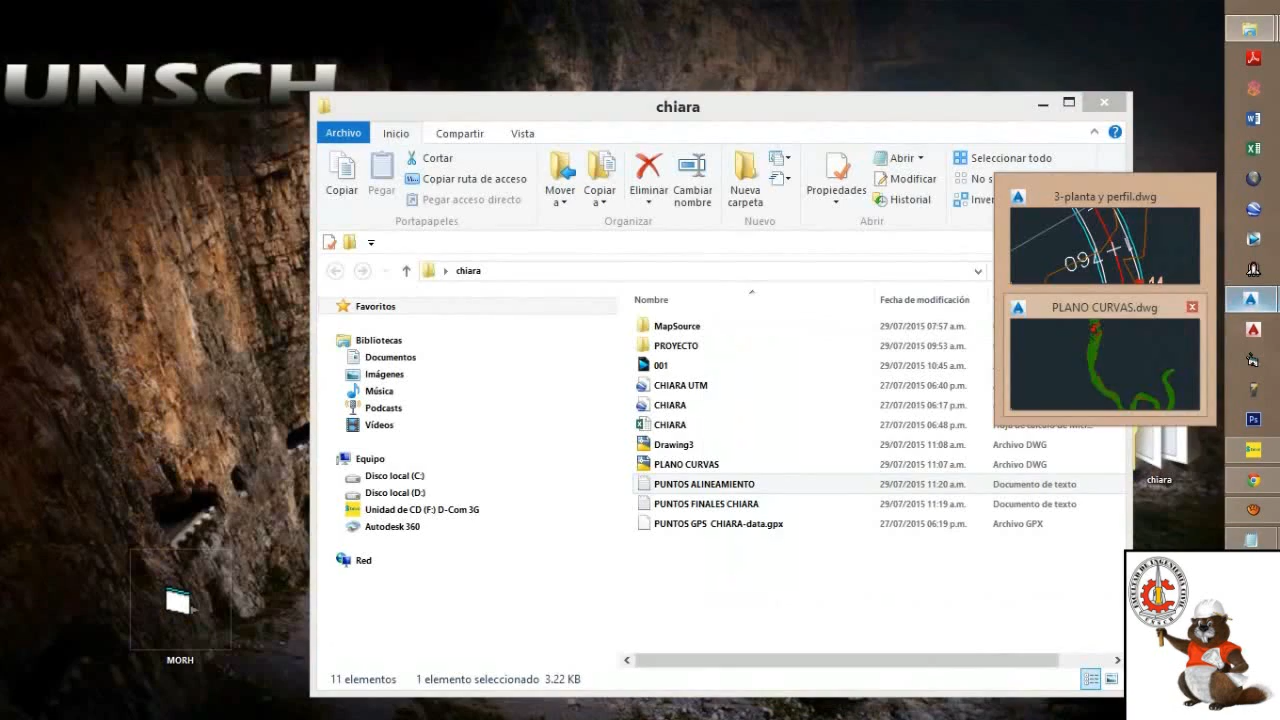 UNSCH
chiara
Archivo Inicio Compartir Vista
Copiar
Pegar
Cortar
Copiar ruta de acceso
Pegar acceso directo
Portapapeles
Mover a
Copiar a
Eliminar
Cambiar nombre
Organizar
Nueva carpeta
Nuevo
Propiedades
Abrir
Modificar
Historial
Abrir
Seleccionar todo
No s
Inver
3-planta y perfil.dwg
760
PLANO CURVAS.dwg
chiara
Favoritos
Bibliotecas
Documentos
Imágenes
Música
Podcasts
Vídeos
Equipo
Disco local (C:)
Disco local (D:)
Unidad de CD (F:) D-Com 3G
Autodesk 360
Red
Nombre Fecha de modificación
MapSource 29/07/2015 07:57 a.m.
PROYECTO 29/07/2015 09:53 a.m.
001 29/07/2015 10:45 a.m.
CHIARA UTM 27/07/2015 06:40 p.m.
CHIARA 27/07/2015 06:17 p.m.
CHIARA 27/07/2015 06:48 p.m.
Drawing3 29/07/2015 11:08 a.m. Archivo DWG
PLANO CURVAS 29/07/2015 11:07 a.m. Archivo DWG
PUNTOS ALINEAMIENTO 29/07/2015 11:20 a.m. Documento de texto
PUNTOS FINALES CHIARA 29/07/2015 11:19 a.m. Documento de texto
PUNTOS GPS CHIARA-data.gpx 27/07/2015 06:19 p.m. Archivo GPX
11 elementos 1 elemento seleccionado 3.22 KB
chiara
MORH
FACULTAD DE INGENIERIA CIVIL
UNSCH